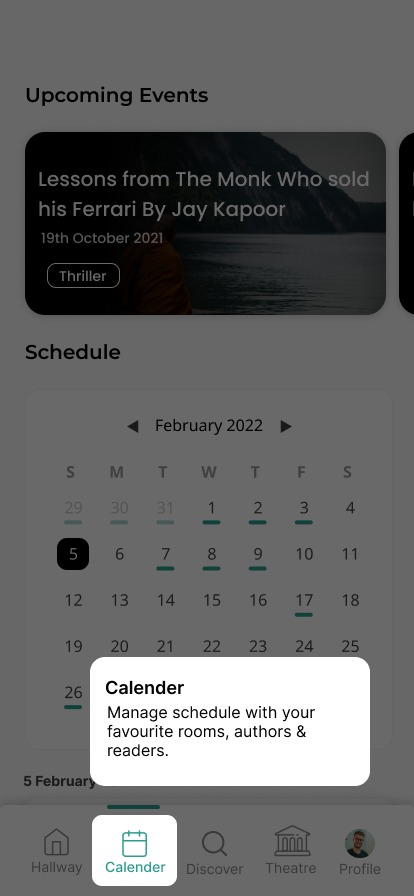 Upcoming Events
Lessons from The Monk Who sold
his Ferrari By Jay Kapoor
19th October 2021
Thriller
Schedule
February 2022
S M T W T F S
29 30 31 1 2 3 4
5 6 7 8 9 10 11
12 13 14 15 16 17 18
19 20 21 22 23 24 25
26
Calender
Manage schedule with your
favourite rooms, authors &
readers.
5 February
Hallway Calender Discover Theatre Profile